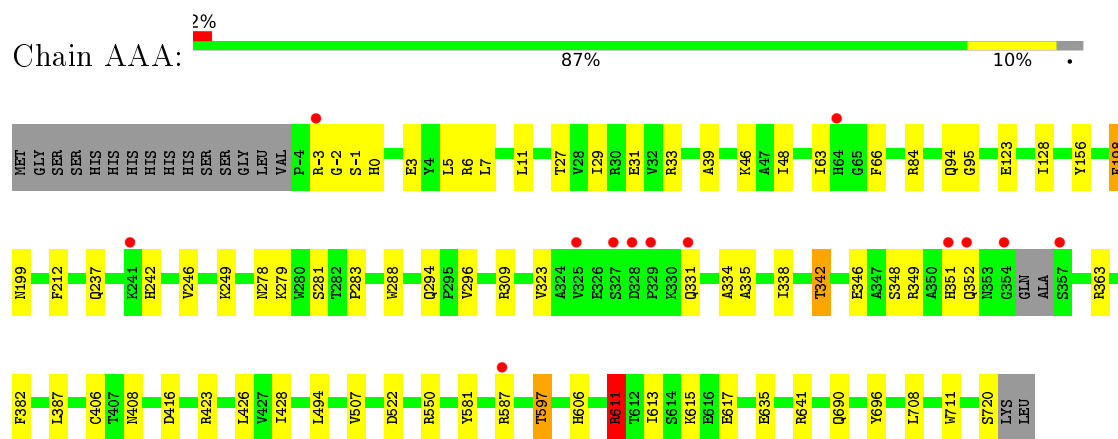 2%
Chain AAA:
87%
10%
•
MET GLY SER SER HIS HIS HIS HIS HIS HIS SER SER GLY LEU VAL P-4 R-3 G-2 S-1 H0 E3 Y4 L5 R6 L7 L11 T27 V28 I29 R30 E31 V32 R33 A39 K46 A47 I48 I63 H64 G65 F66 R84 Q94 G95 E123 I128 Y156
N199 F212 Q237 K241 H242 V246 K249 N278 K279 W280 S281 T282 P283 W288 Q294 P295 V296 R309 V323 A324 V325 E326 S327 D328 P329 K330 Q331 A334 A335 I338 T342 E346 A347 S348 R349 A350 H351 Q352 N353 G354 GLN ALA S357 R363
F382 L387 C406 T407 N408 D416 R423 L426 V427 I428 L494 V507 D522 R550 Y581 R587 T597 H606 R611 T612 I613 S614 K615 E616 E617 E635 R641 Q690 Y696 L708 W711 S720 LYS LEU